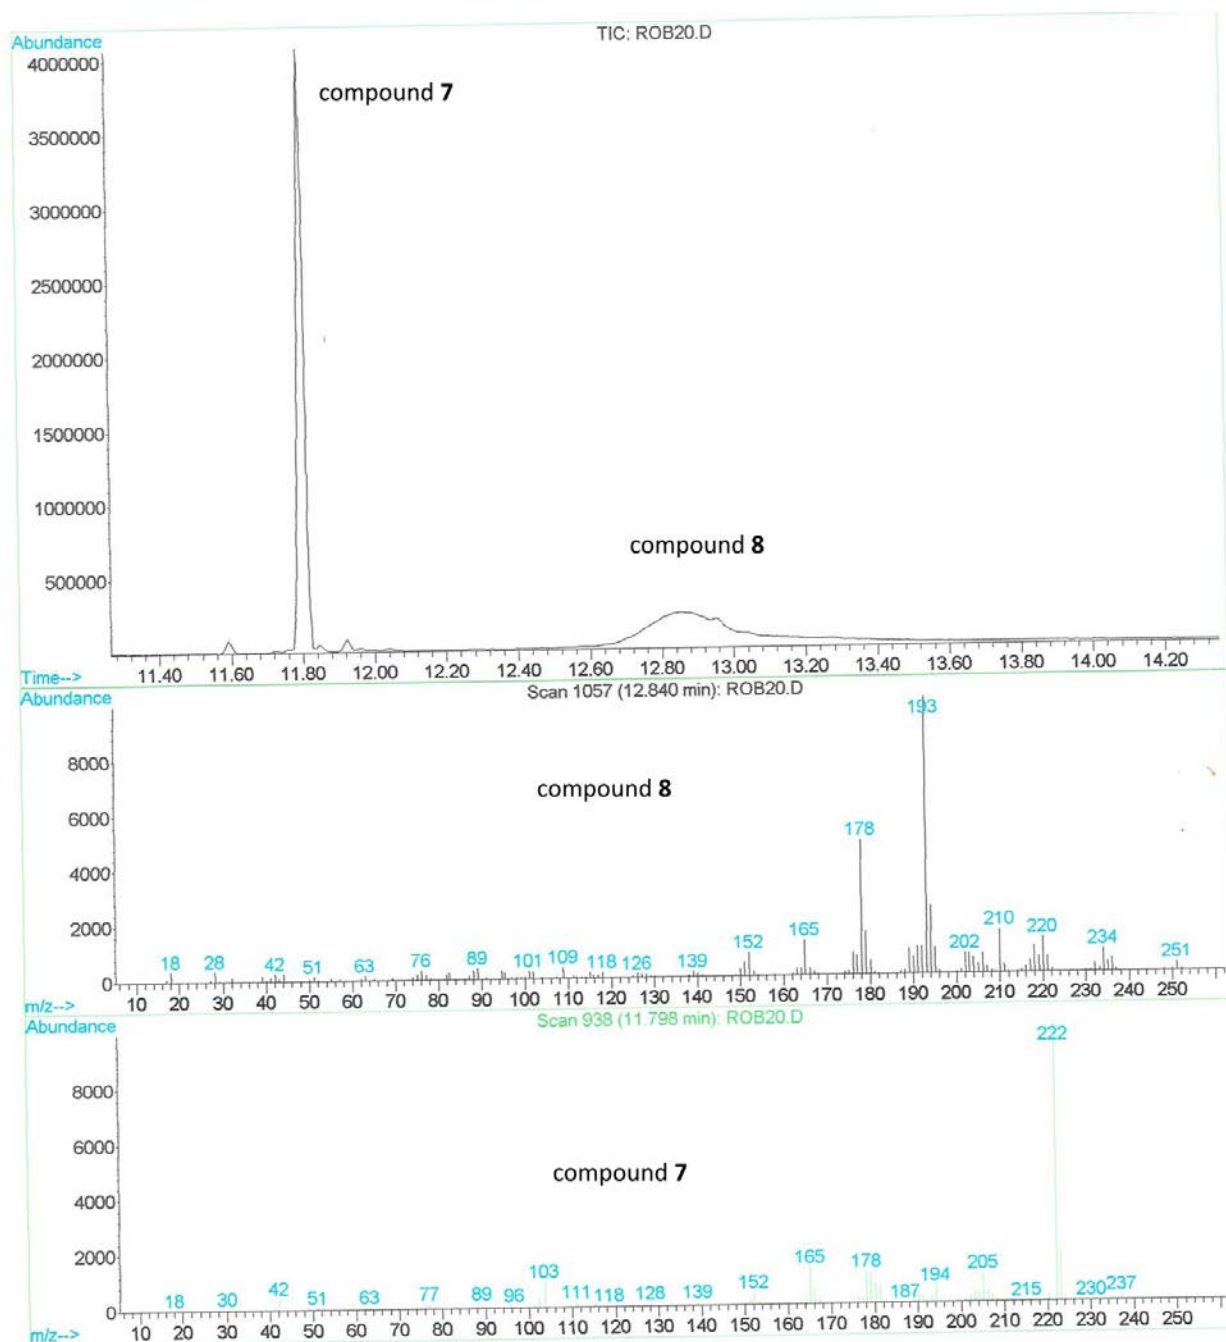 TIC: ROB20.D
Abundance
4000000
compound 7
3500000
3000000
2500000
2000000
1500000
1000000
compound 8
500000
Time--> 11.40 11.60 11.80 12.00 12.20 12.40 12.60 12.80 13.00 13.20 13.40 13.60 13.80 14.00 14.20
Abundance Scan 1057 (12.840 min): ROB20.D
193
8000
compound 8
6000
178
4000
2000 152 165 202 210 220 234 251
18 28 42 51 63 76 89 101 109 118 126 139
0
m/z--> 10 20 30 40 50 60 70 80 90 100 110 120 130 140 150 160 170 180 190 200 210 220 230 240 250
Abundance Scan 938 (11.798 min): ROB20.D
222
8000
6000
compound 7
4000
2000 103 165 178 205
18 30 42 51 63 77 89 96 111 118 128 139 152 187 194 215 230 237
0
m/z--> 10 20 30 40 50 60 70 80 90 100 110 120 130 140 150 160 170 180 190 200 210 220 230 240 250